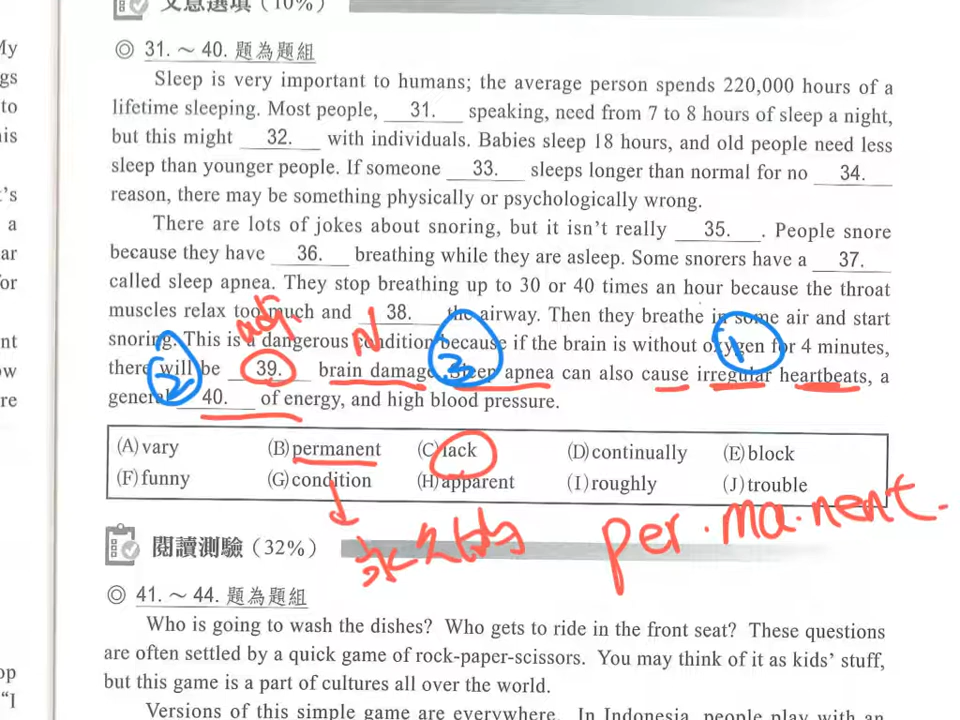 文意選填(10%)
My
gs
to
his
t's
a
ar
for
nt
ow
re
op
"I
◎ 31. ~ 40. 題為題組
Sleep is very important to humans; the average person spends 220,000 hours of a
lifetime sleeping. Most people, 31. speaking, need from 7 to 8 hours of sleep a night,
but this might 32. with individuals. Babies sleep 18 hours, and old people need less
sleep than younger people. If someone 33. sleeps longer than normal for no 34.
reason, there may be something physically or psychologically wrong.
There are lots of jokes about snoring, but it isn't really 35. . People snore
because they have 36. breathing while they are asleep. Some snorers have a 37.
called sleep apnea. They stop breathing up to 30 or 40 times an hour because the throat
muscles relax too much and 38. the airway. Then they breathe in some air and start
adj.
N
snoring. This is a dangerous condition because if the brain is without oxygen for 4 minutes,
2
3
1
there will be 39. brain damage. Sleep apnea can also cause irregular heartbeats, a
general 40. of energy, and high blood pressure.
(A) vary (B) permanent (C) lack (D) continually (E) block
(F) funny (G) condition (H) apparent (I) roughly (J) trouble
永久的
per.ma.nent.
閱讀測驗(32%)
◎ 41. ~ 44. 題為題組
Who is going to wash the dishes? Who gets to ride in the front seat? These questions
are often settled by a quick game of rock-paper-scissors. You may think of it as kids' stuff,
but this game is a part of cultures all over the world.
Versions of this simple game are everywhere. In Indonesia, people play with an